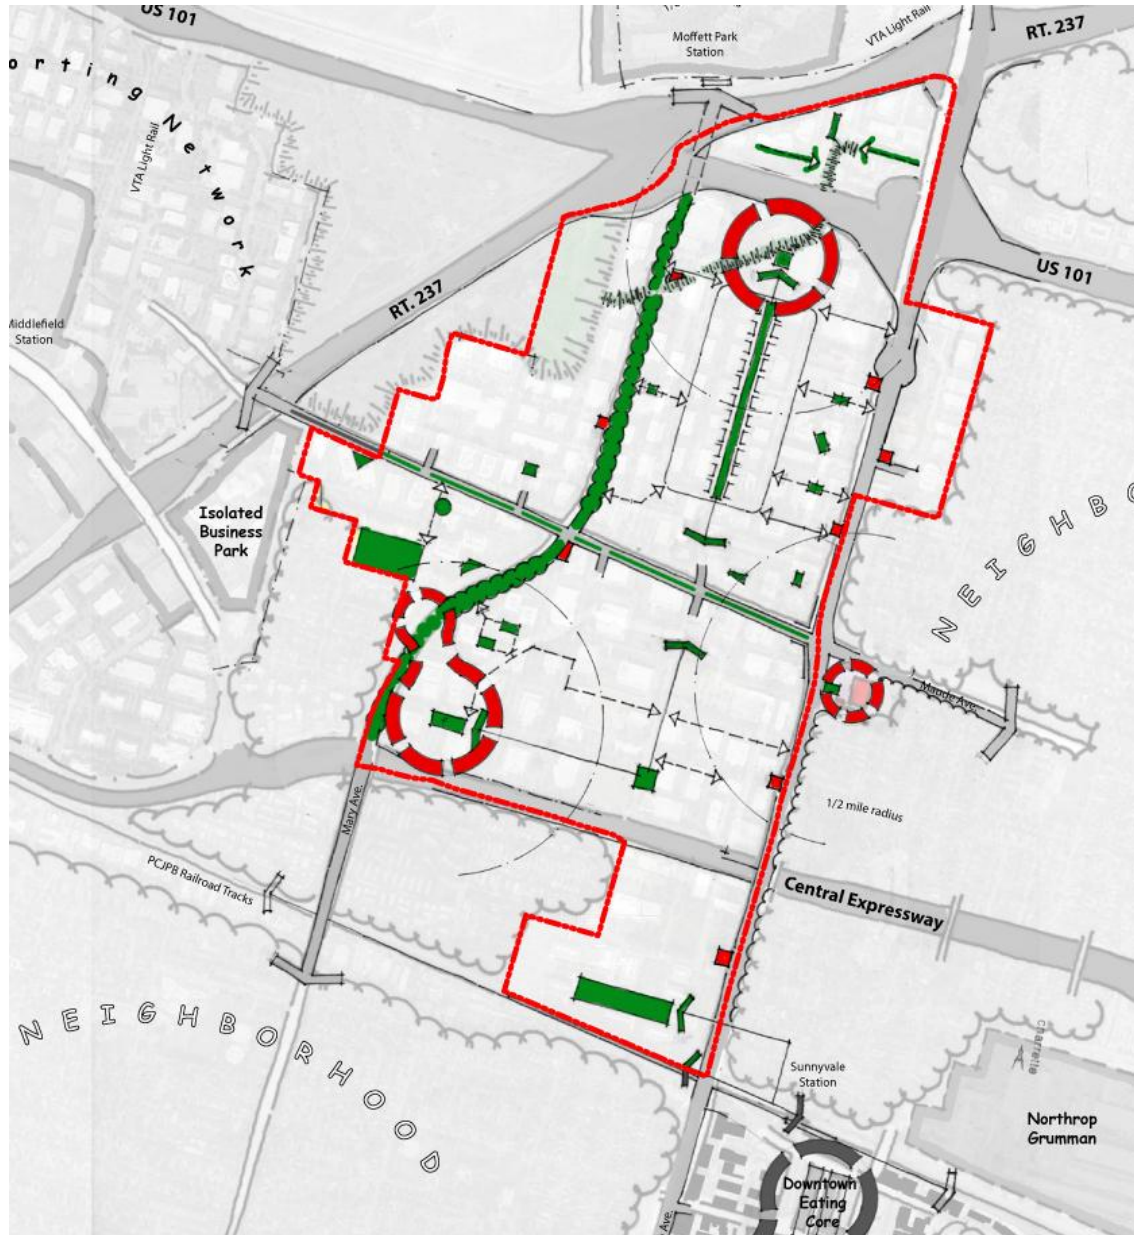 US 101
RT. 237
VTA Light Rail
Moffett Park
Station
orting Network
VTA Light Rail
RT. 237
US 101
Middlefield
Station
NEIGHBO
Isolated
Business
Park
Maude Ave.
Mary Ave.
1/2 mile radius
PCJPB Railroad Tracks
Central Expressway
NEIGHBORHOOD
charrette
Sunnyvale
Station
Northrop
Grumman
Downtown
Eating
Core
Ave.